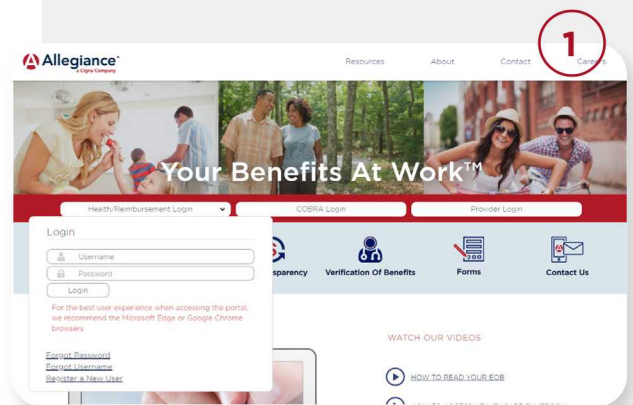 1
Allegiance
a Cigna Company
Resources About Contact Careers
Your Benefits At Work™
Health/Reimbursement Login COBRA Login Provider Login
Login
Username
Password
Login
For the best user experience when accessing the portal,
we recommend the Microsoft Edge or Google Chrome
browsers
Forgot Password
Forgot Username
Register a New User
sparency Verification Of Benefits Forms Contact Us
WATCH OUR VIDEOS
HOW TO READ YOUR EOB